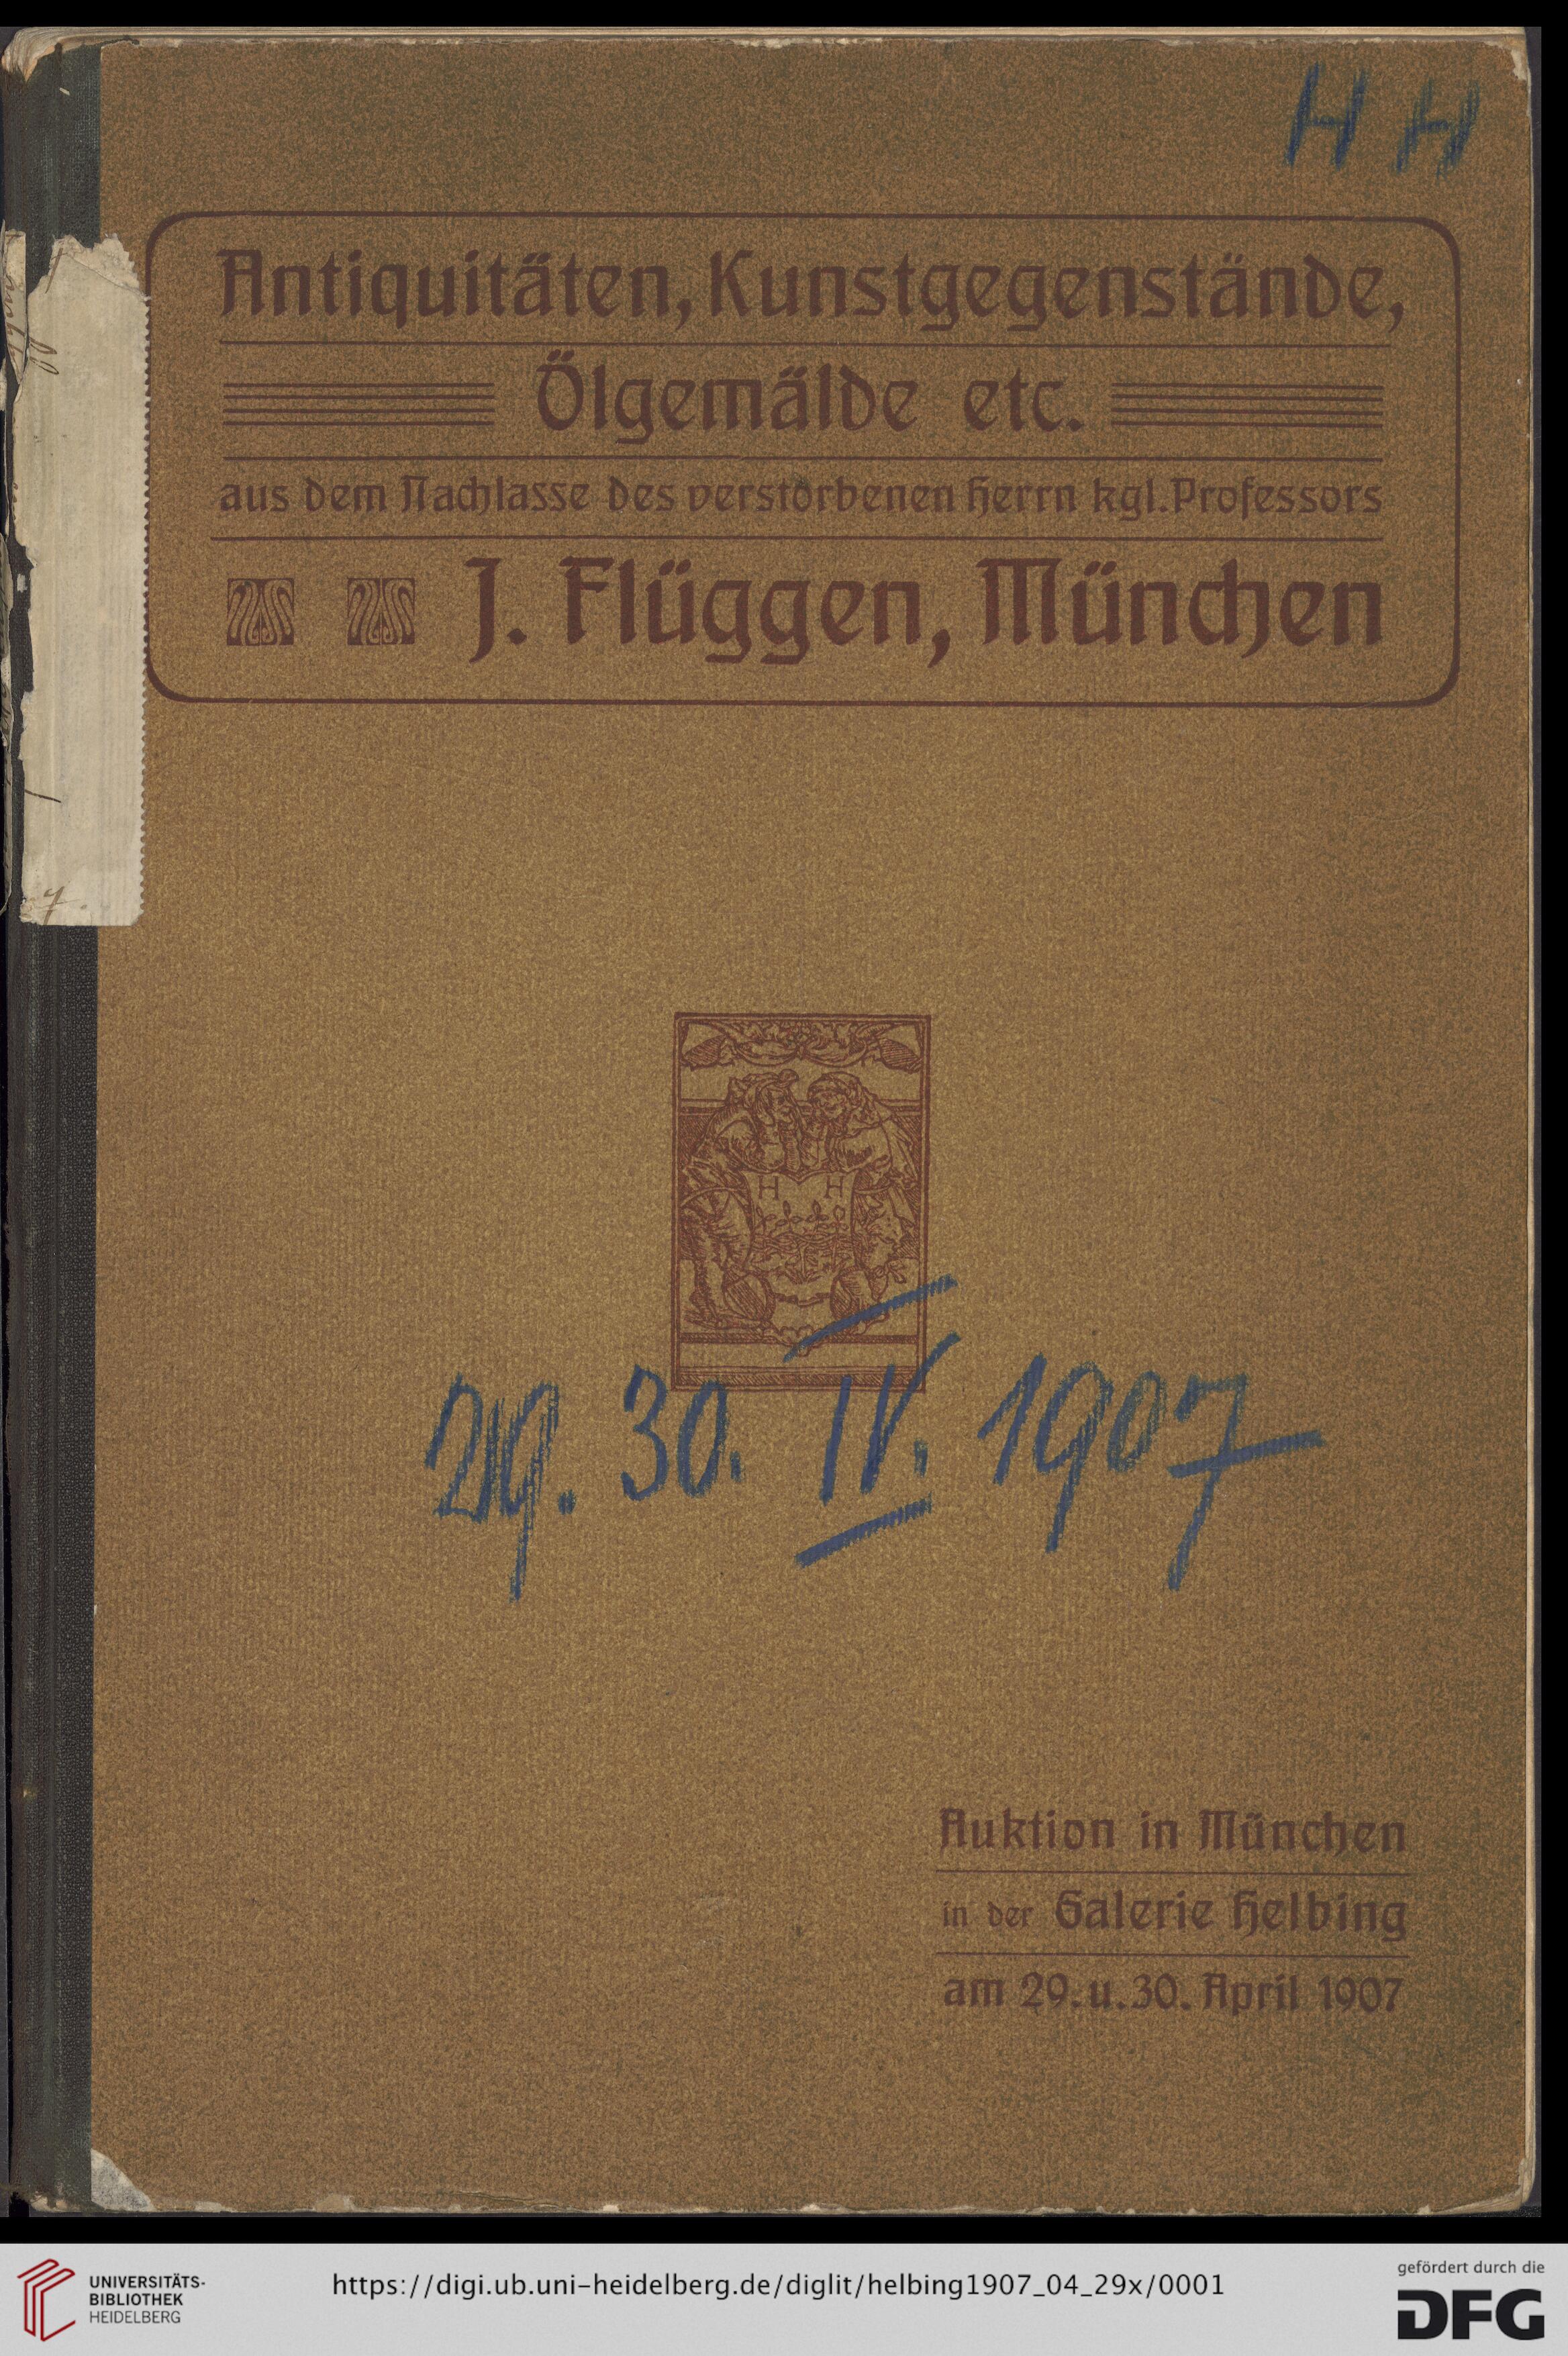 H H
Antiquitäten, Kunstgegenstände,
Ölgemälde etc.
aus dem Nachlasse des verstorbenen Herrn kgl. Professors
J. Flüggen, München
H H
29. 30. IV. 1907
Auktion in München
in der Galerie Helbing
am 29. u. 30. April 1907
UNIVERSITÄTS-
BIBLIOTHEK
HEIDELBERG
https://digi.ub.uni-heidelberg.de/diglit/helbing1907_04_29x/0001
gefördert durch die
DFG